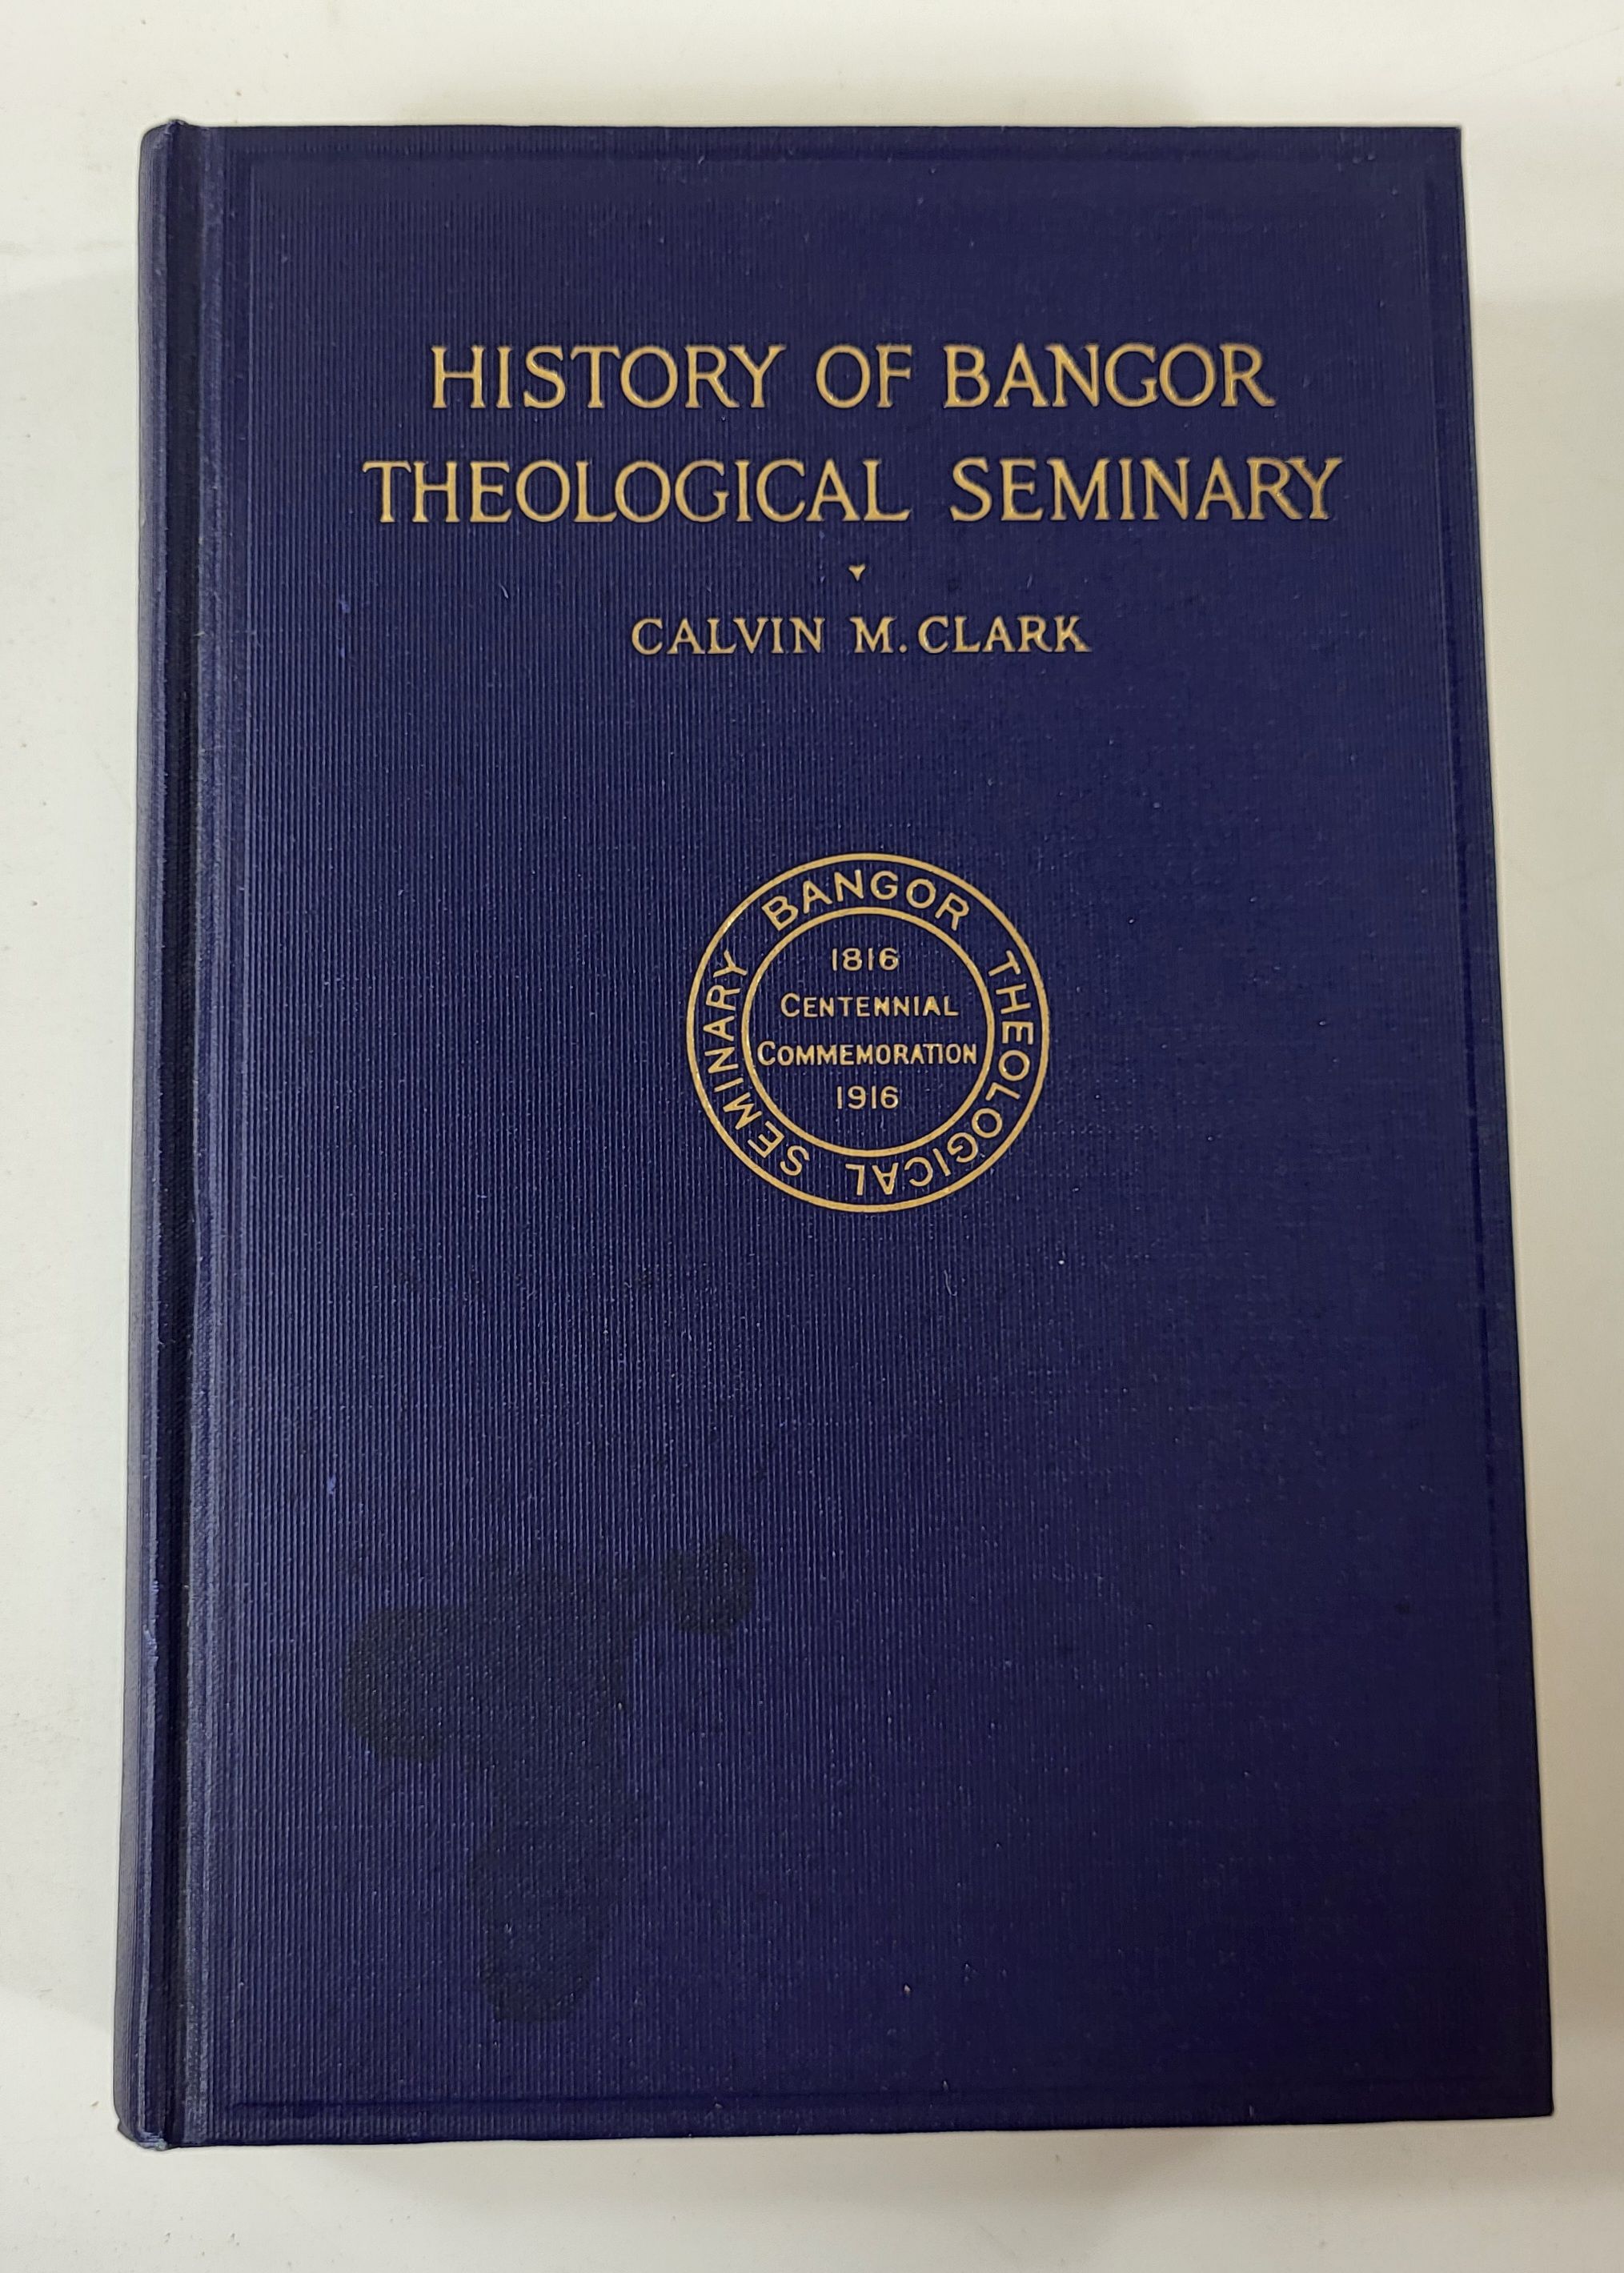 HISTORY OF BANGOR
THEOLOGICAL SEMINARY
CALVIN M. CLARK
BANGOR THEOLOGICAL SEMINARY
1816
CENTENNIAL
COMMEMORATION
1916